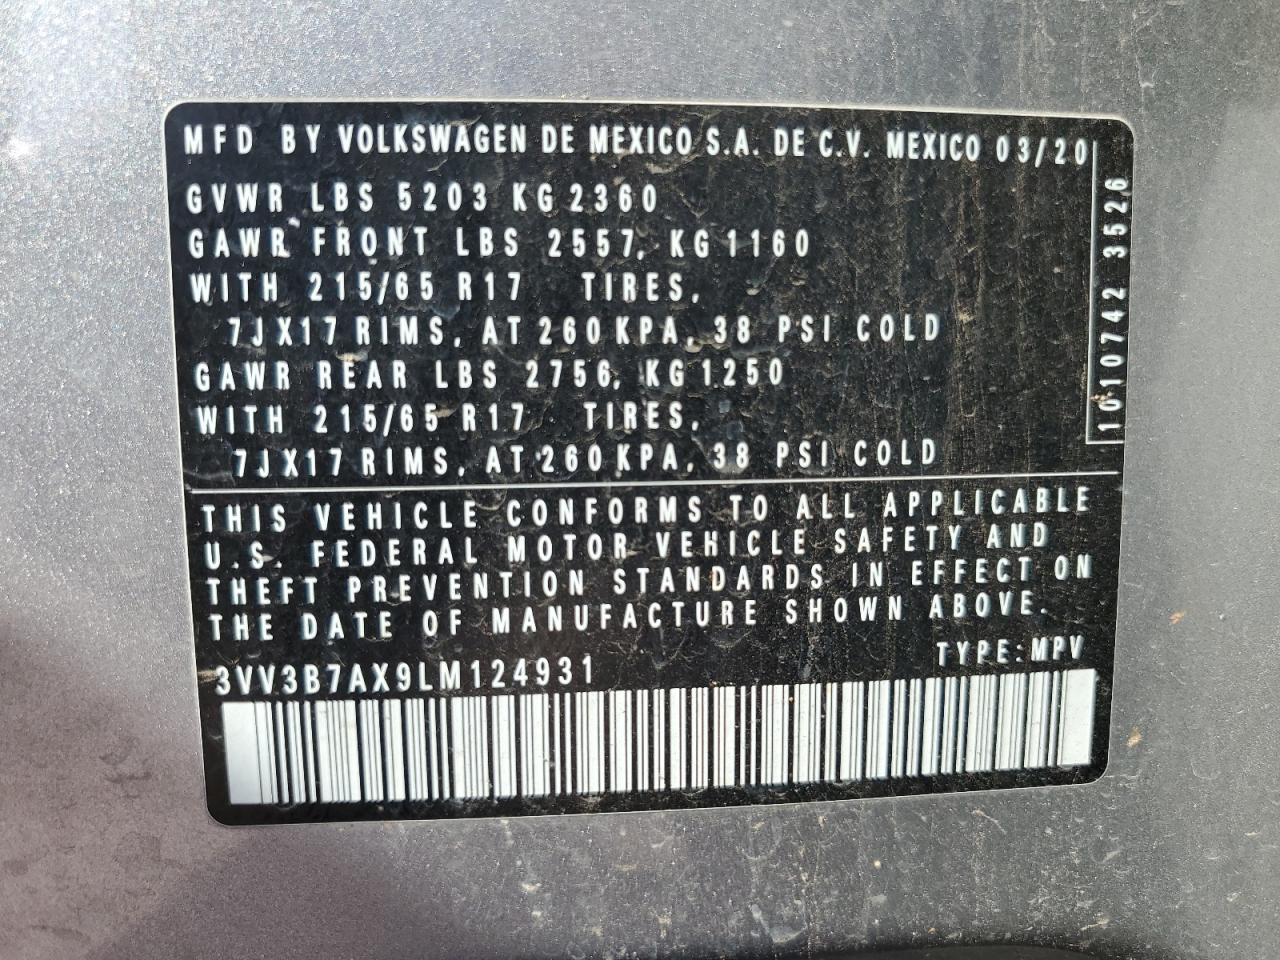 MFD BY VOLKSWAGEN DE MEXICO S.A. DE C.V. MEXICO 03/20
GVWR LBS 5203 KG 2360
GAWR FRONT LBS 2557, KG 1160
WITH 215/65 R17 TIRES,
7JX17 RIMS, AT 260 KPA, 38 PSI COLD
GAWR REAR LBS 2756, KG 1250
WITH 215/65 R17 TIRES,
7JX17 RIMS, AT 260 KPA, 38 PSI COLD
1010742 3526
THIS VEHICLE CONFORMS TO ALL APPLICABLE
U.S. FEDERAL MOTOR VEHICLE SAFETY AND
THEFT PREVENTION STANDARDS IN EFFECT ON
THE DATE OF MANUFACTURE SHOWN ABOVE.
TYPE: MPV
3VV3B7AX9LM124931